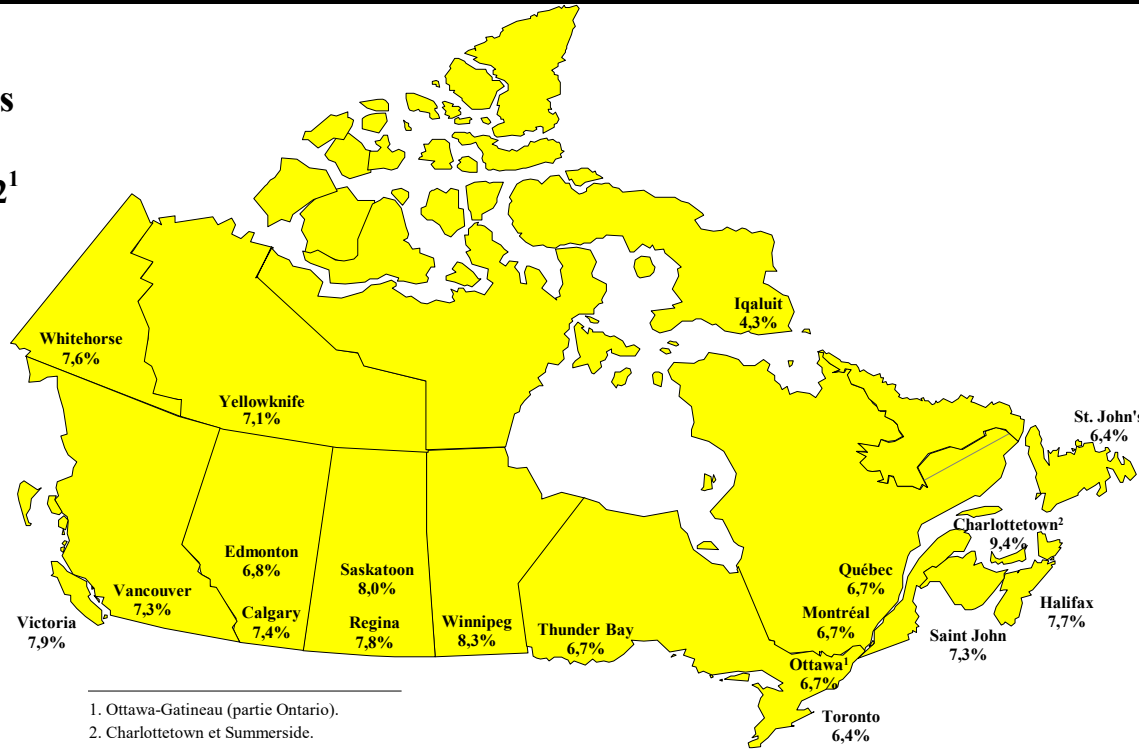 s
2¹
Iqaluit
4,3%
Whitehorse
7,6%
Yellowknife
7,1%
St. John's
6,4%
Charlottetown²
9,4%
Edmonton
6,8%
Saskatoon
8,0%
Québec
6,7%
Vancouver
7,3%
Calgary
7,4%
Regina
7,8%
Winnipeg
8,3%
Thunder Bay
6,7%
Montréal
6,7%
Halifax
7,7%
Victoria
7,9%
Saint John
7,3%
Ottawa¹
6,7%
Toronto
6,4%
1. Ottawa-Gatineau (partie Ontario).
2. Charlottetown et Summerside.